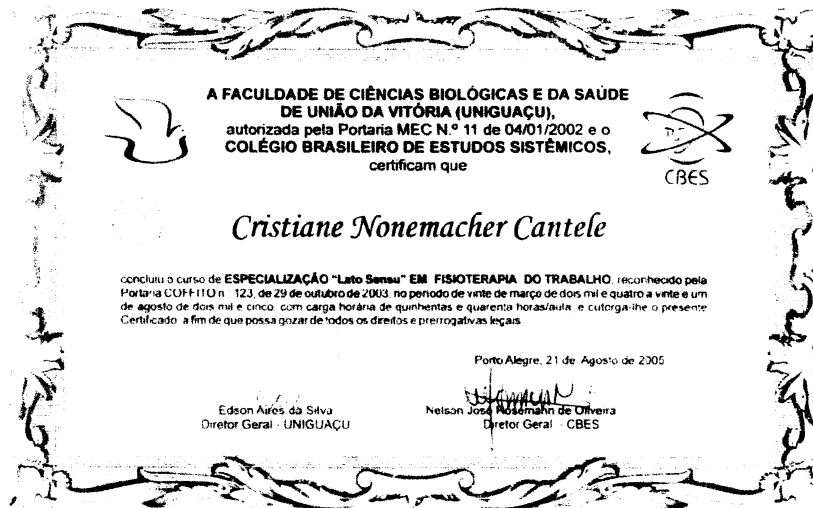 A FACULDADE DE CIÊNCIAS BIOLÓGICAS E DA SAÚDE
DE UNIÃO DA VITÓRIA (UNIGUAÇU),
autorizada pela Portaria MEC N.º 11 de 04/01/2002 e o
COLÉGIO BRASILEIRO DE ESTUDOS SISTÊMICOS,
certificam que
CBES
Cristiane Nonemacher Cantele
concluiu o curso de ESPECIALIZAÇÃO “Lato Sensu” EM FISIOTERAPIA DO TRABALHO, reconhecido pela
Portaria COFFITO n 123, de 29 de outubro de 2003, no período de vinte de março de dois mil e quatro a vinte e um
de agosto de dois mil e cinco, com carga horária de quinhentas e quarenta horas/aula, e outorga-lhe o presente
Certificado, a fim de que possa gozar de todos os direitos e prerrogativas legais
Porto Alegre, 21 de Agosto de 2005
Edson Aires da Silva
Diretor Geral - UNIGUAÇU
Nelson José Rosemann de Oliveira
Diretor Geral - CBES